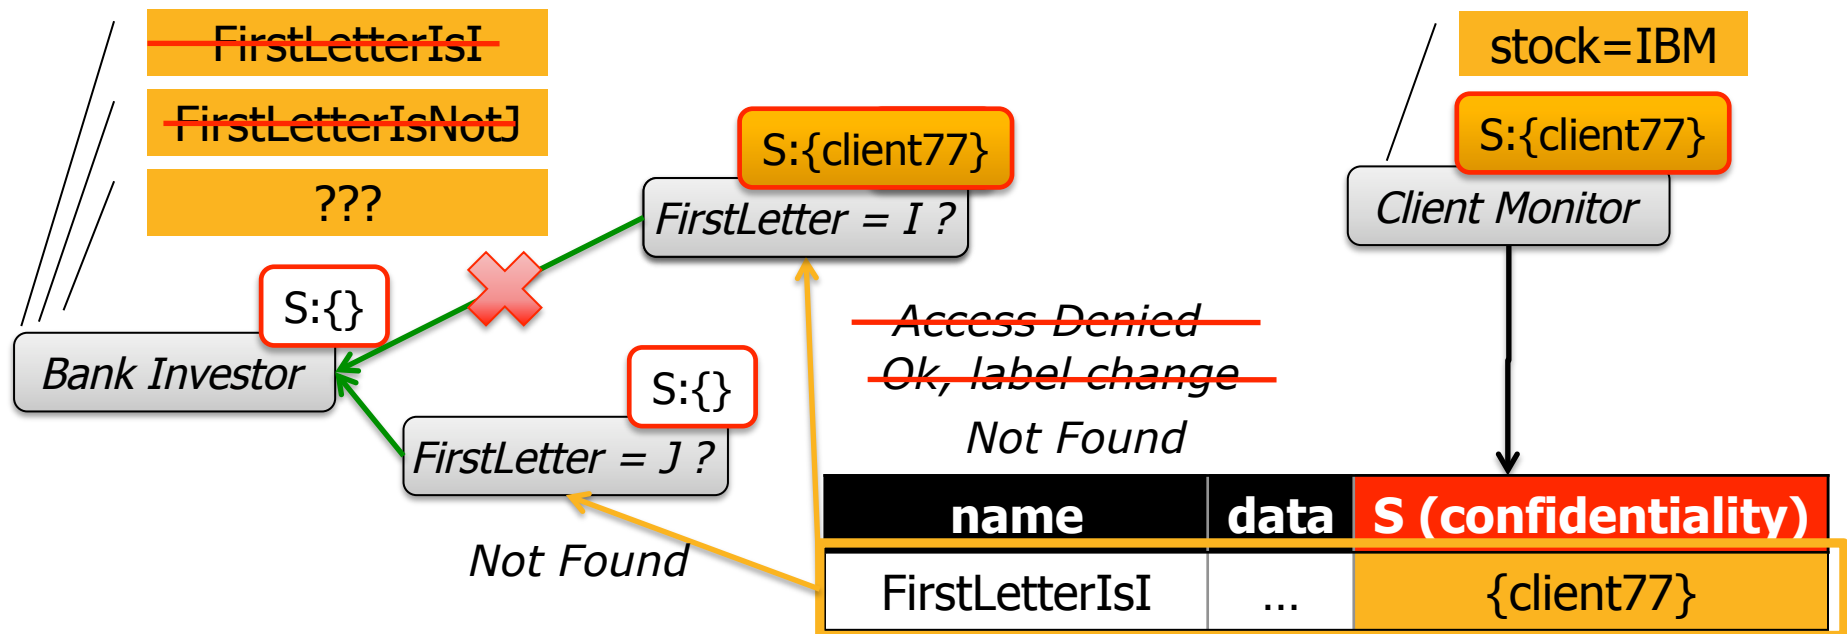 FirstLetterIsI
FirstLetterIsNotJ
???
stock=IBM
S:{client77}
Client Monitor
S:{client77}
FirstLetter = I ?
S:{}
Bank Investor
S:{}
FirstLetter = J ?
Access Denied
Ok, label change
Not Found
Not Found
name data S (confidentiality)
FirstLetterIsI ... {client77}